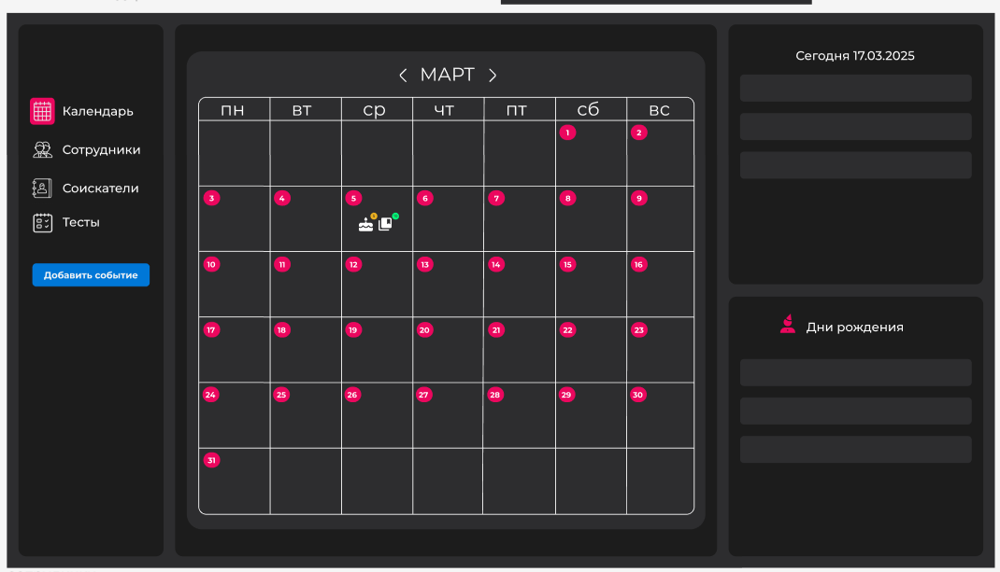 Календарь
Сотрудники
Соискатели
Тесты
Добавить событие
МАРТ
пн вт ср чт пт сб вс
1 2
3 4 5 6 7 8 9
10 11 12 13 14 15 16
17 18 19 20 21 22 23
24 25 26 27 28 29 30
31
Сегодня 17.03.2025
Дни рождения